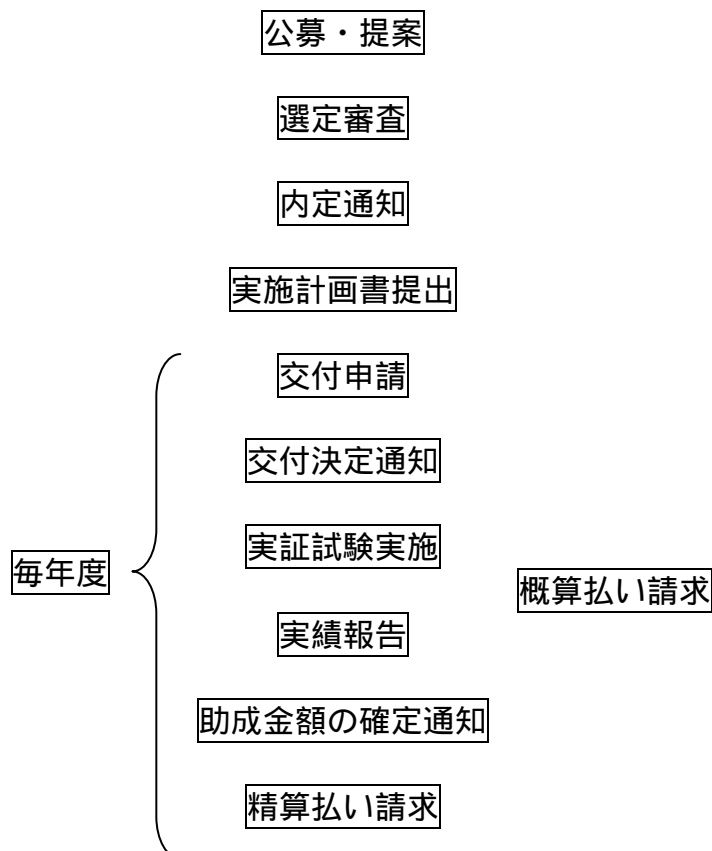 公募・提案
選定審査
内定通知
実施計画書提出
交付申請
交付決定通知
実証試験実施
毎年度
概算払い請求
実績報告
助成金額の確定通知
精算払い請求